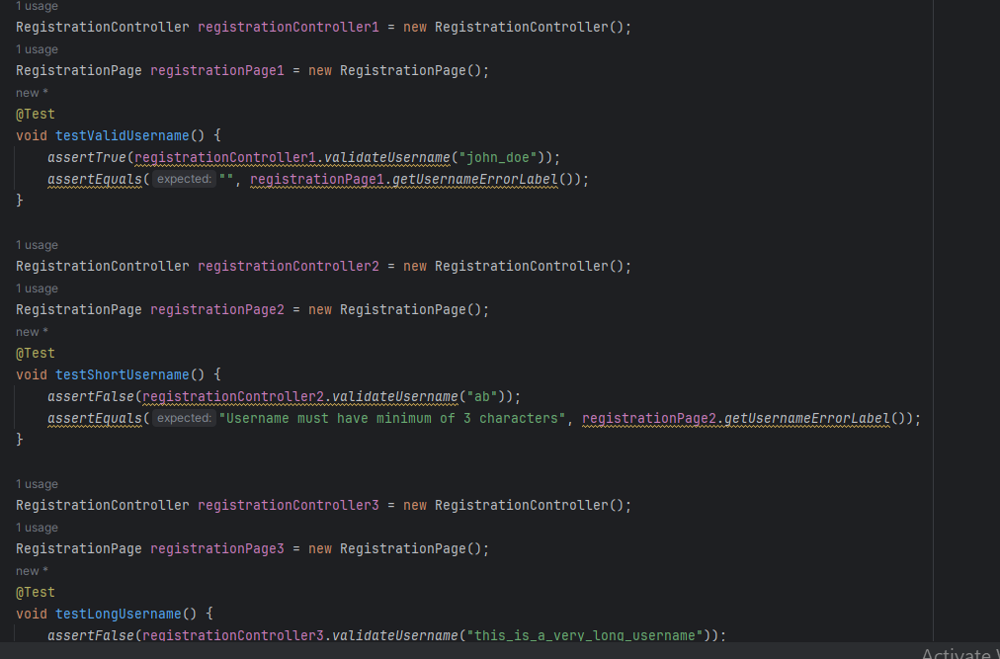 1 usage
RegistrationController registrationController1 = new RegistrationController();
1 usage
RegistrationPage registrationPage1 = new RegistrationPage();
new *
@Test
void testValidUsername() {
assertTrue(registrationController1.validateUsername("john_doe"));
assertEquals( expected: "", registrationPage1.getUsernameErrorLabel());
}
1 usage
RegistrationController registrationController2 = new RegistrationController();
1 usage
RegistrationPage registrationPage2 = new RegistrationPage();
new *
@Test
void testShortUsername() {
assertFalse(registrationController2.validateUsername("ab"));
assertEquals( expected: "Username must have minimum of 3 characters", registrationPage2.getUsernameErrorLabel());
}
1 usage
RegistrationController registrationController3 = new RegistrationController();
1 usage
RegistrationPage registrationPage3 = new RegistrationPage();
new *
@Test
void testLongUsername() {
assertFalse(registrationController3.validateUsername("this_is_a_very_long_username"));
Activate